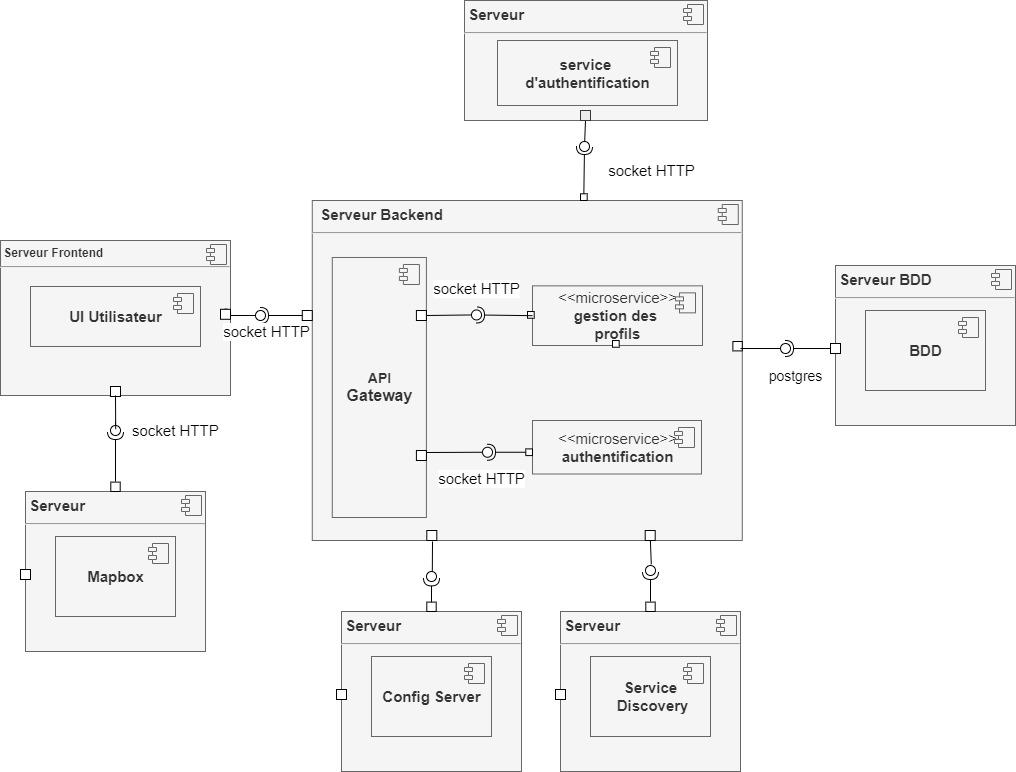 Serveur
service
d'authentification
socket HTTP
Serveur Backend
Serveur Frontend
UI Utilisateur
socket HTTP
API
Gateway
socket HTTP
<<microservice>>
gestion des
profils
Serveur BDD
BDD
postgres
socket HTTP
<<microservice>>
authentification
socket HTTP
Serveur
Mapbox
Serveur
Config Server
Serveur
Service
Discovery